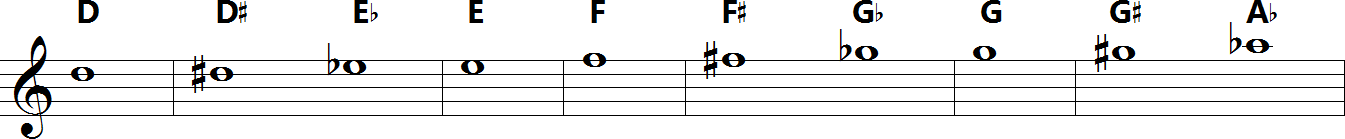 D D♯ E♭ E F F♯ G♭ G G♯ A♭